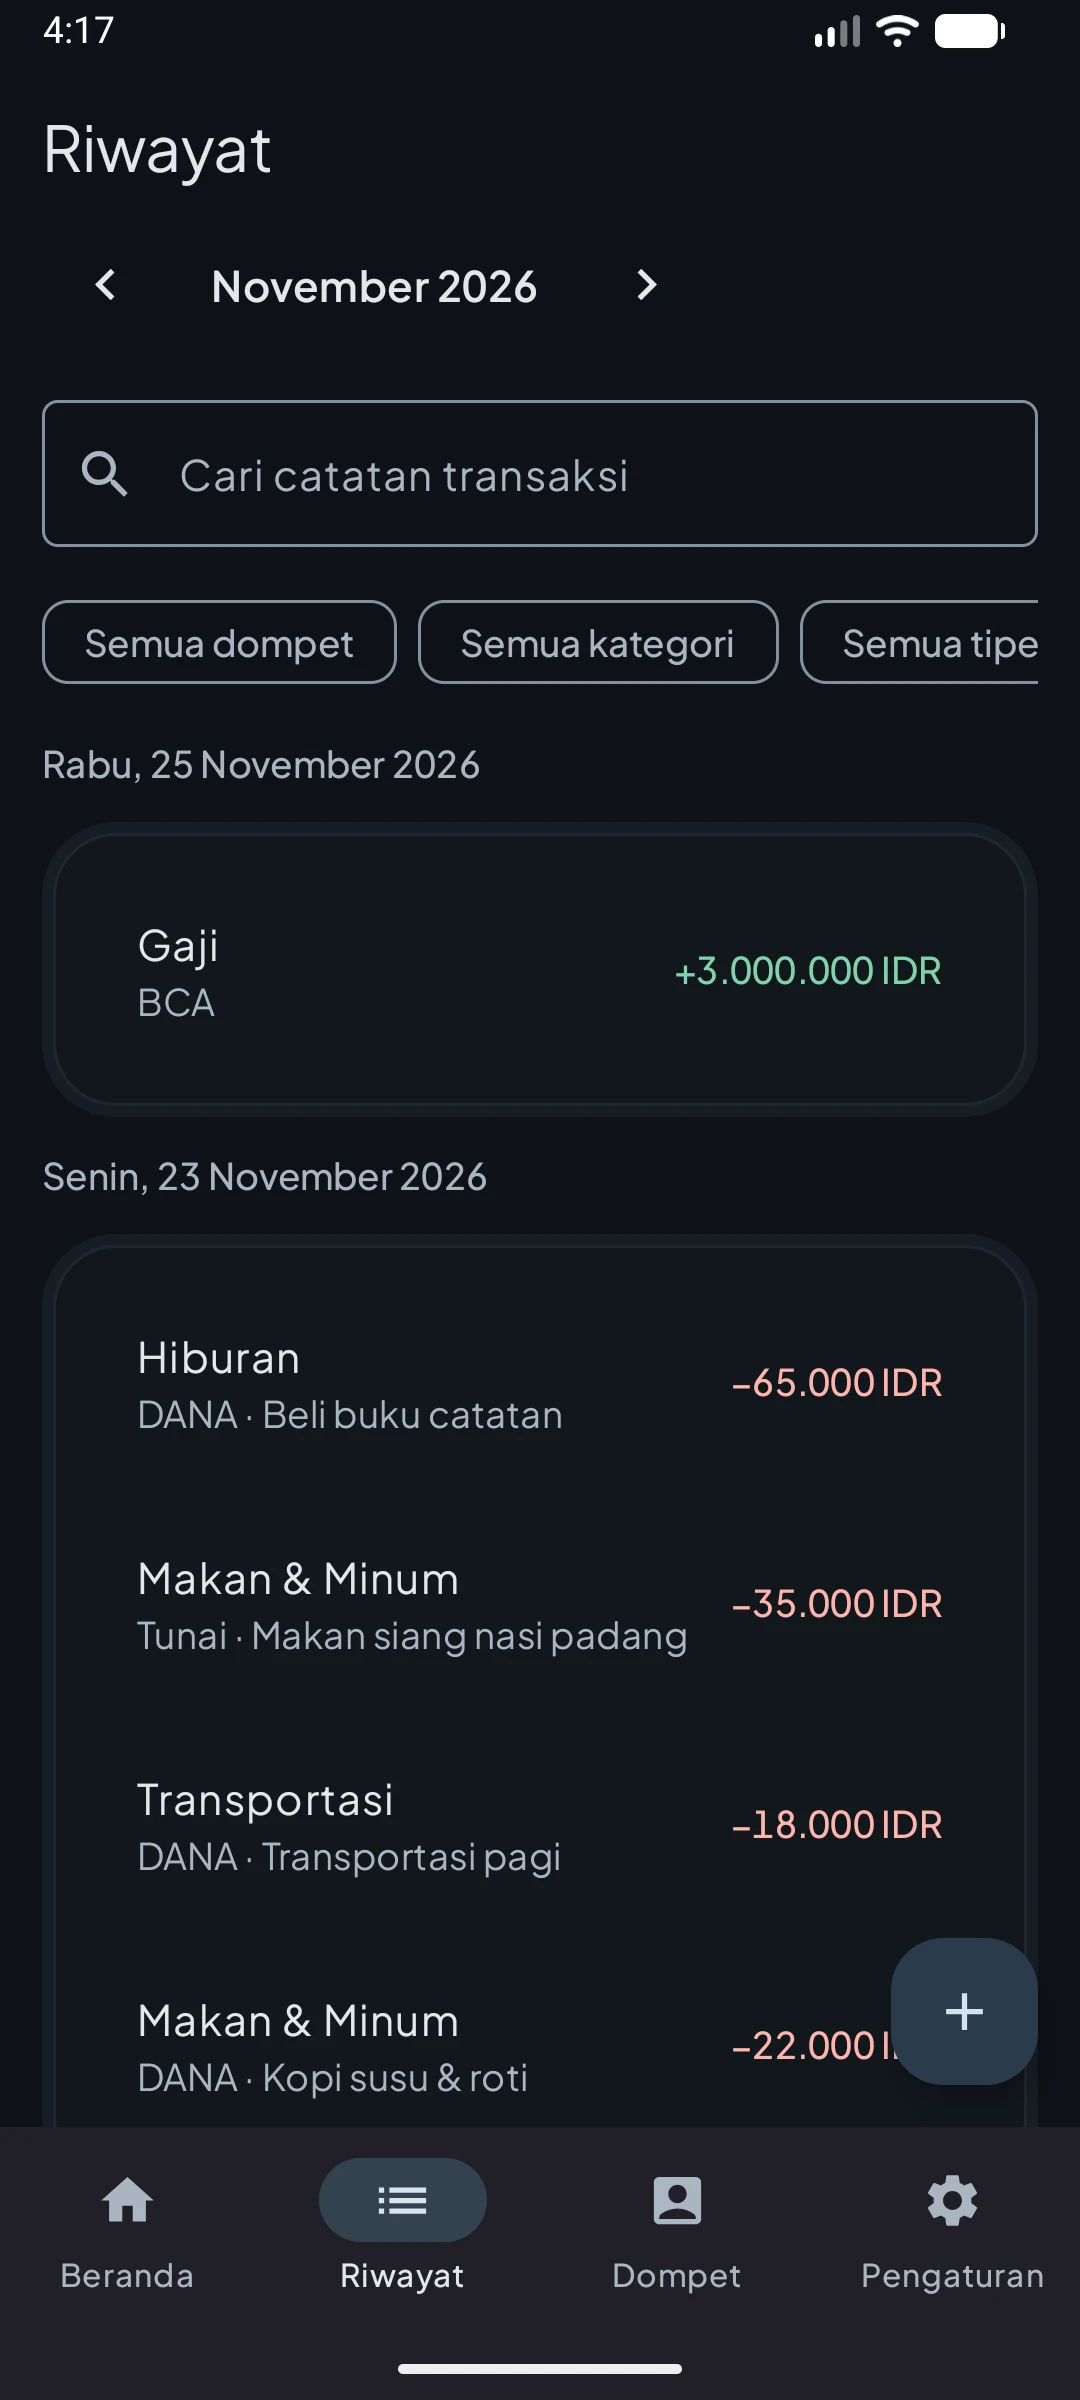 4:17
Riwayat
November 2026
Cari catatan transaksi
Semua dompet
Semua kategori
Semua tipe
Rabu, 25 November 2026
Gaji
+3.000.000 IDR
BCA
Senin, 23 November 2026
Hiburan
−65.000 IDR
DANA · Beli buku catatan
Makan & Minum
−35.000 IDR
Tunai · Makan siang nasi padang
Transportasi
−18.000 IDR
DANA · Transportasi pagi
Makan & Minum
−22.000
DANA · Kopi susu & roti
Beranda
Riwayat
Dompet
Pengaturan